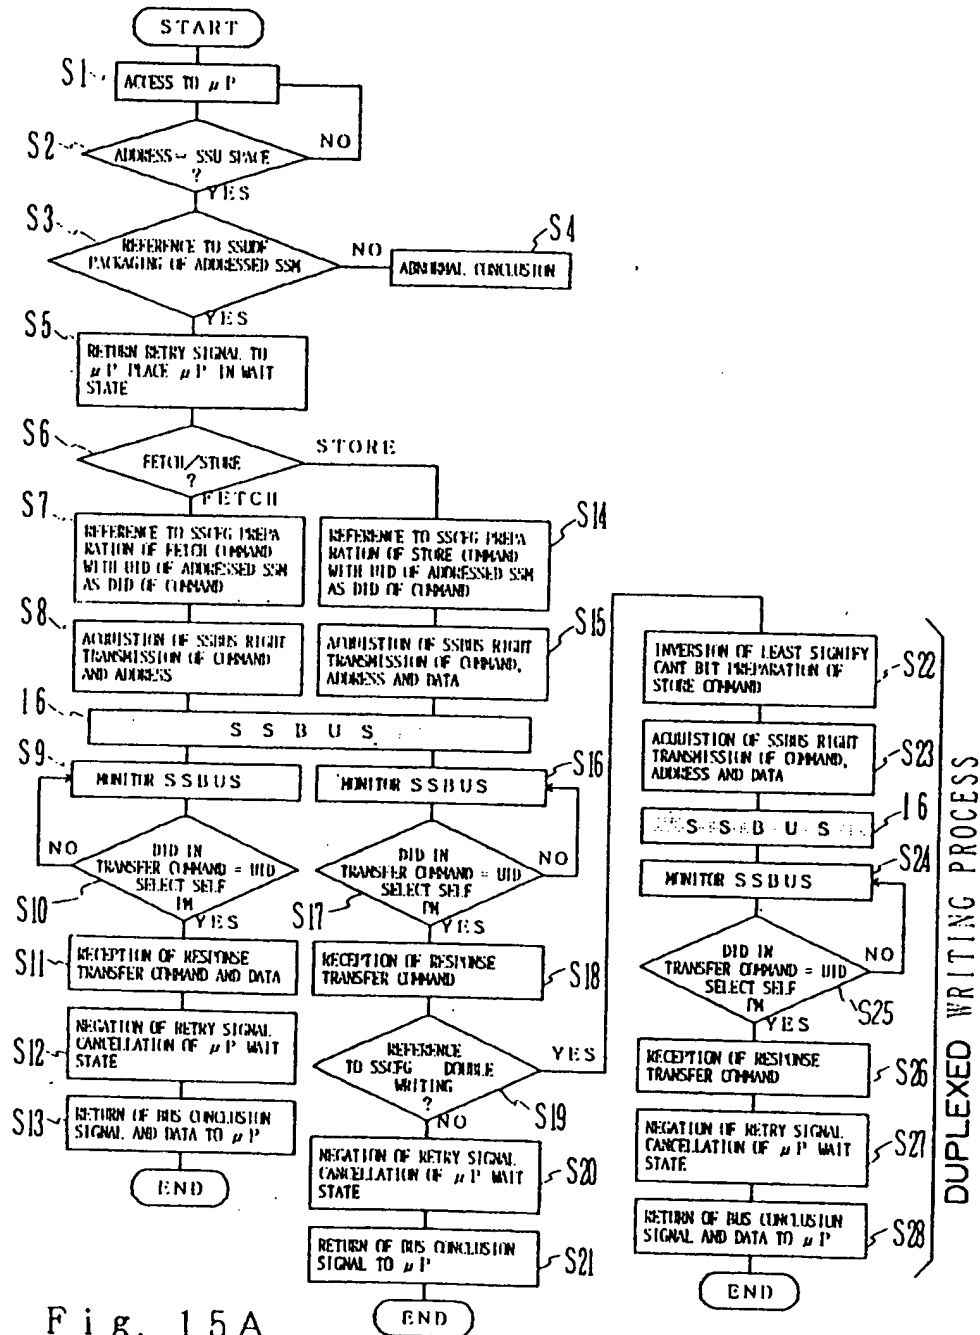 START
S1
ACCESS TO μP
S2
ADDRESS = SSU SPACE
?
NO
YES
S3
REFERENCE TO SSUDF
PACKAGING OF ADDRESSED SSM
NO
S4
ABNORMAL CONCLUSION
YES
S5
RETURN RETRY SIGNAL TO
μP PLACE μP IN WAIT
STATE
S6
FETCH/STORE
?
STORE
FETCH
S7
REFERENCE TO SSCFG PREPA
RATION OF FETCH COMMAND
WITH UID OF ADDRESSED SSM
AS DID OF COMMAND
S8
ACQUISTION OF SSBUS RIGHT
TRANSMISSION OF COMMAND
AND ADDRESS
S14
REFERENCE TO SSCFG PREPA
RATION OF STORE COMMAND
WITH UID OF ADDRESSED SSM
AS DID OF COMMAND
S15
ACQUISTION OF SSBUS RIGHT
TRANSMISSION OF COMMAND,
ADDRESS AND DATA
16
SSBUS
S9
MONITOR SSBUS
NO
DID IN
TRANSFER COMMAND = UID
SELECT SELF
PM
S10
YES
S11
RECEPTION OF RESPONSE
TRANSFER COMMAND AND DATA
S12
NEGATION OF RETRY SIGNAL
CANCELLATION OF μP WAIT
STATE
S13
RETURN OF BUS CONCLUSION
SIGNAL AND DATA TO μP
END
S16
MONITOR SSBUS
DID IN
TRANSFER COMMAND = UID
SELECT SELF
PM
NO
S17
YES
S18
RECEPTION OF RESPONSE
TRANSFER COMMAND
REFERENCE
TO SSCFG DOUBLE
WRITING
?
YES
S19
NO
NEGATION OF RETRY SIGNAL
CANCELLATION OF μP WAIT
STATE
S20
RETURN OF BUS CONCLUSION
SIGNAL TO μP
S21
END
INVERSION OF LEAST SIGNIFY
CANT BIT PREPARATION OF
STORE COMMAND
S22
ACQUISTION OF SSBUS RIGHT
TRANSMISSION OF COMMAND,
ADDRESS AND DATA
S23
SSBUS
16
MONITOR SSBUS
S24
DID IN
TRANSFER COMMAND = UID
SELECT SELF
PM
NO
S25
YES
RECEPTION OF RESPONSE
TRANSFER COMMAND
S26
NEGATION OF RETRY SIGNAL
CANCELLATION OF μP WAIT
STATE
S27
RETURN OF BUS CONCLUSION
SIGNAL AND DATA TO μP
S28
END
DUPLEXED WRITING PROCESS
Fig. 15A